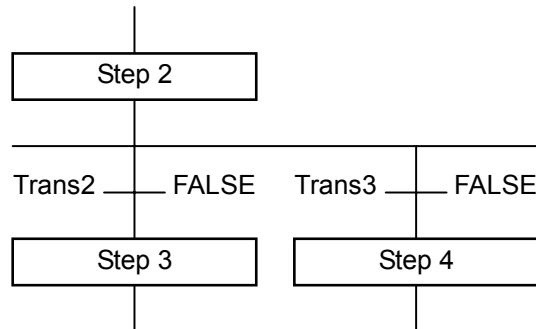 Step 2
Trans2 FALSE Trans3 FALSE
Step 3 Step 4